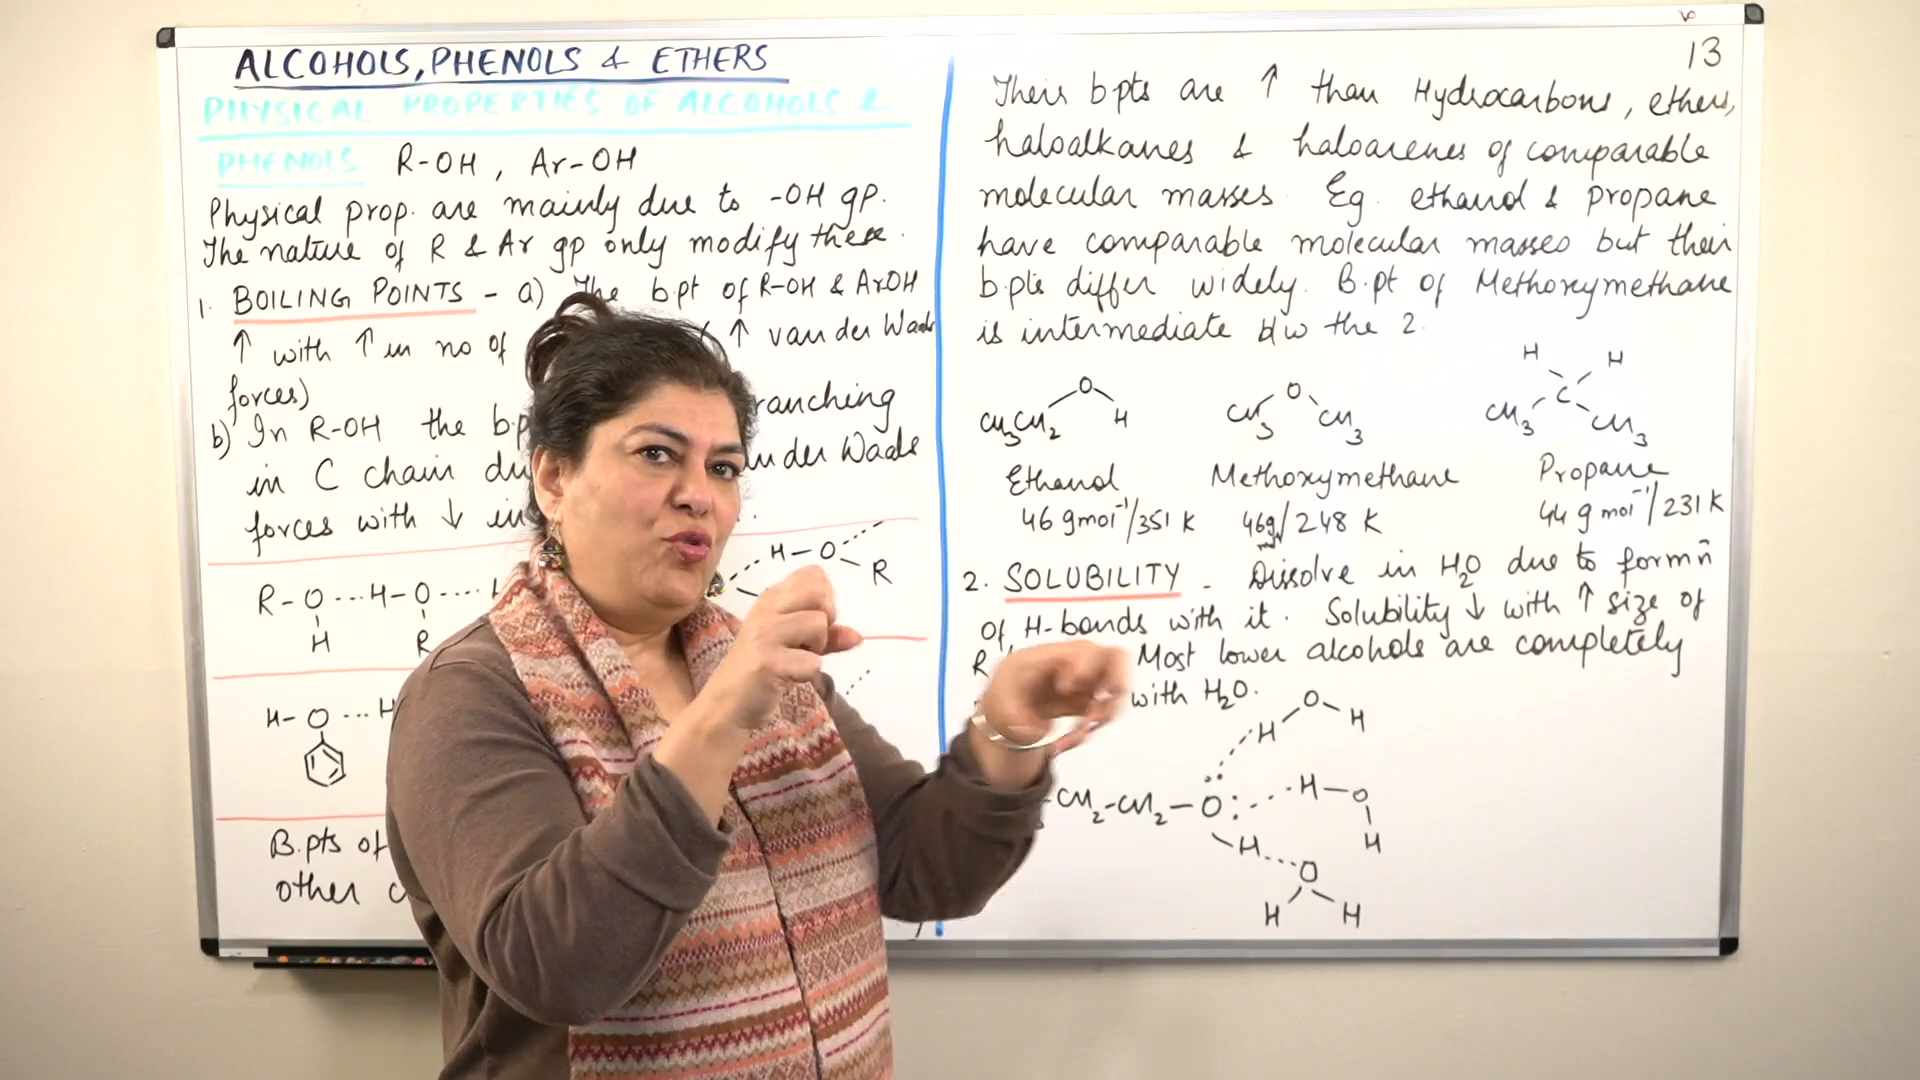 ALCOHOLS, PHENOLS & ETHERS
PHYSICAL PROPERTIES OF ALCOHOLS &
PHENOLS R-OH, Ar-OH
Physical prop. are mainly due to -OH gp.
The nature of R & Ar gp only modify these.
1. BOILING POINTS - a) The b.pt of R-OH & ArOH
↑ with ↑ in no of ↑ van der Waals
forces)
b) In R-OH the b.p
in C chain van der Waals
forces with ↓ in
R-O---H-O----
H R
H-O-R
H-O---H
B.pts of
other
13
Their b pts are ↑ than Hydrocarbons, ethers,
haloalkanes & haloarenes of comparable
molecular masses. Eg. ethanol & propane
have comparable molecular masses but their
b.pts differ widely. B.pt of Methoxymethane
is intermediate b/w the 2.
O H H
CH3CH2 H CH3 O CH3 CH3 C CH3
Ethanol Methoxymethane Propane
46 gmol⁻¹/351 K 46g/mol/248 K 44 g mol⁻¹/231 K
2. SOLUBILITY - Dissolve in H2O due to formn
of H-bonds with it. Solubility ↓ with ↑ size of
R Most lower alcohols are completely
with H2O.
H O H
-CH2-CH2-O: ---H-O
H
H---O
H H